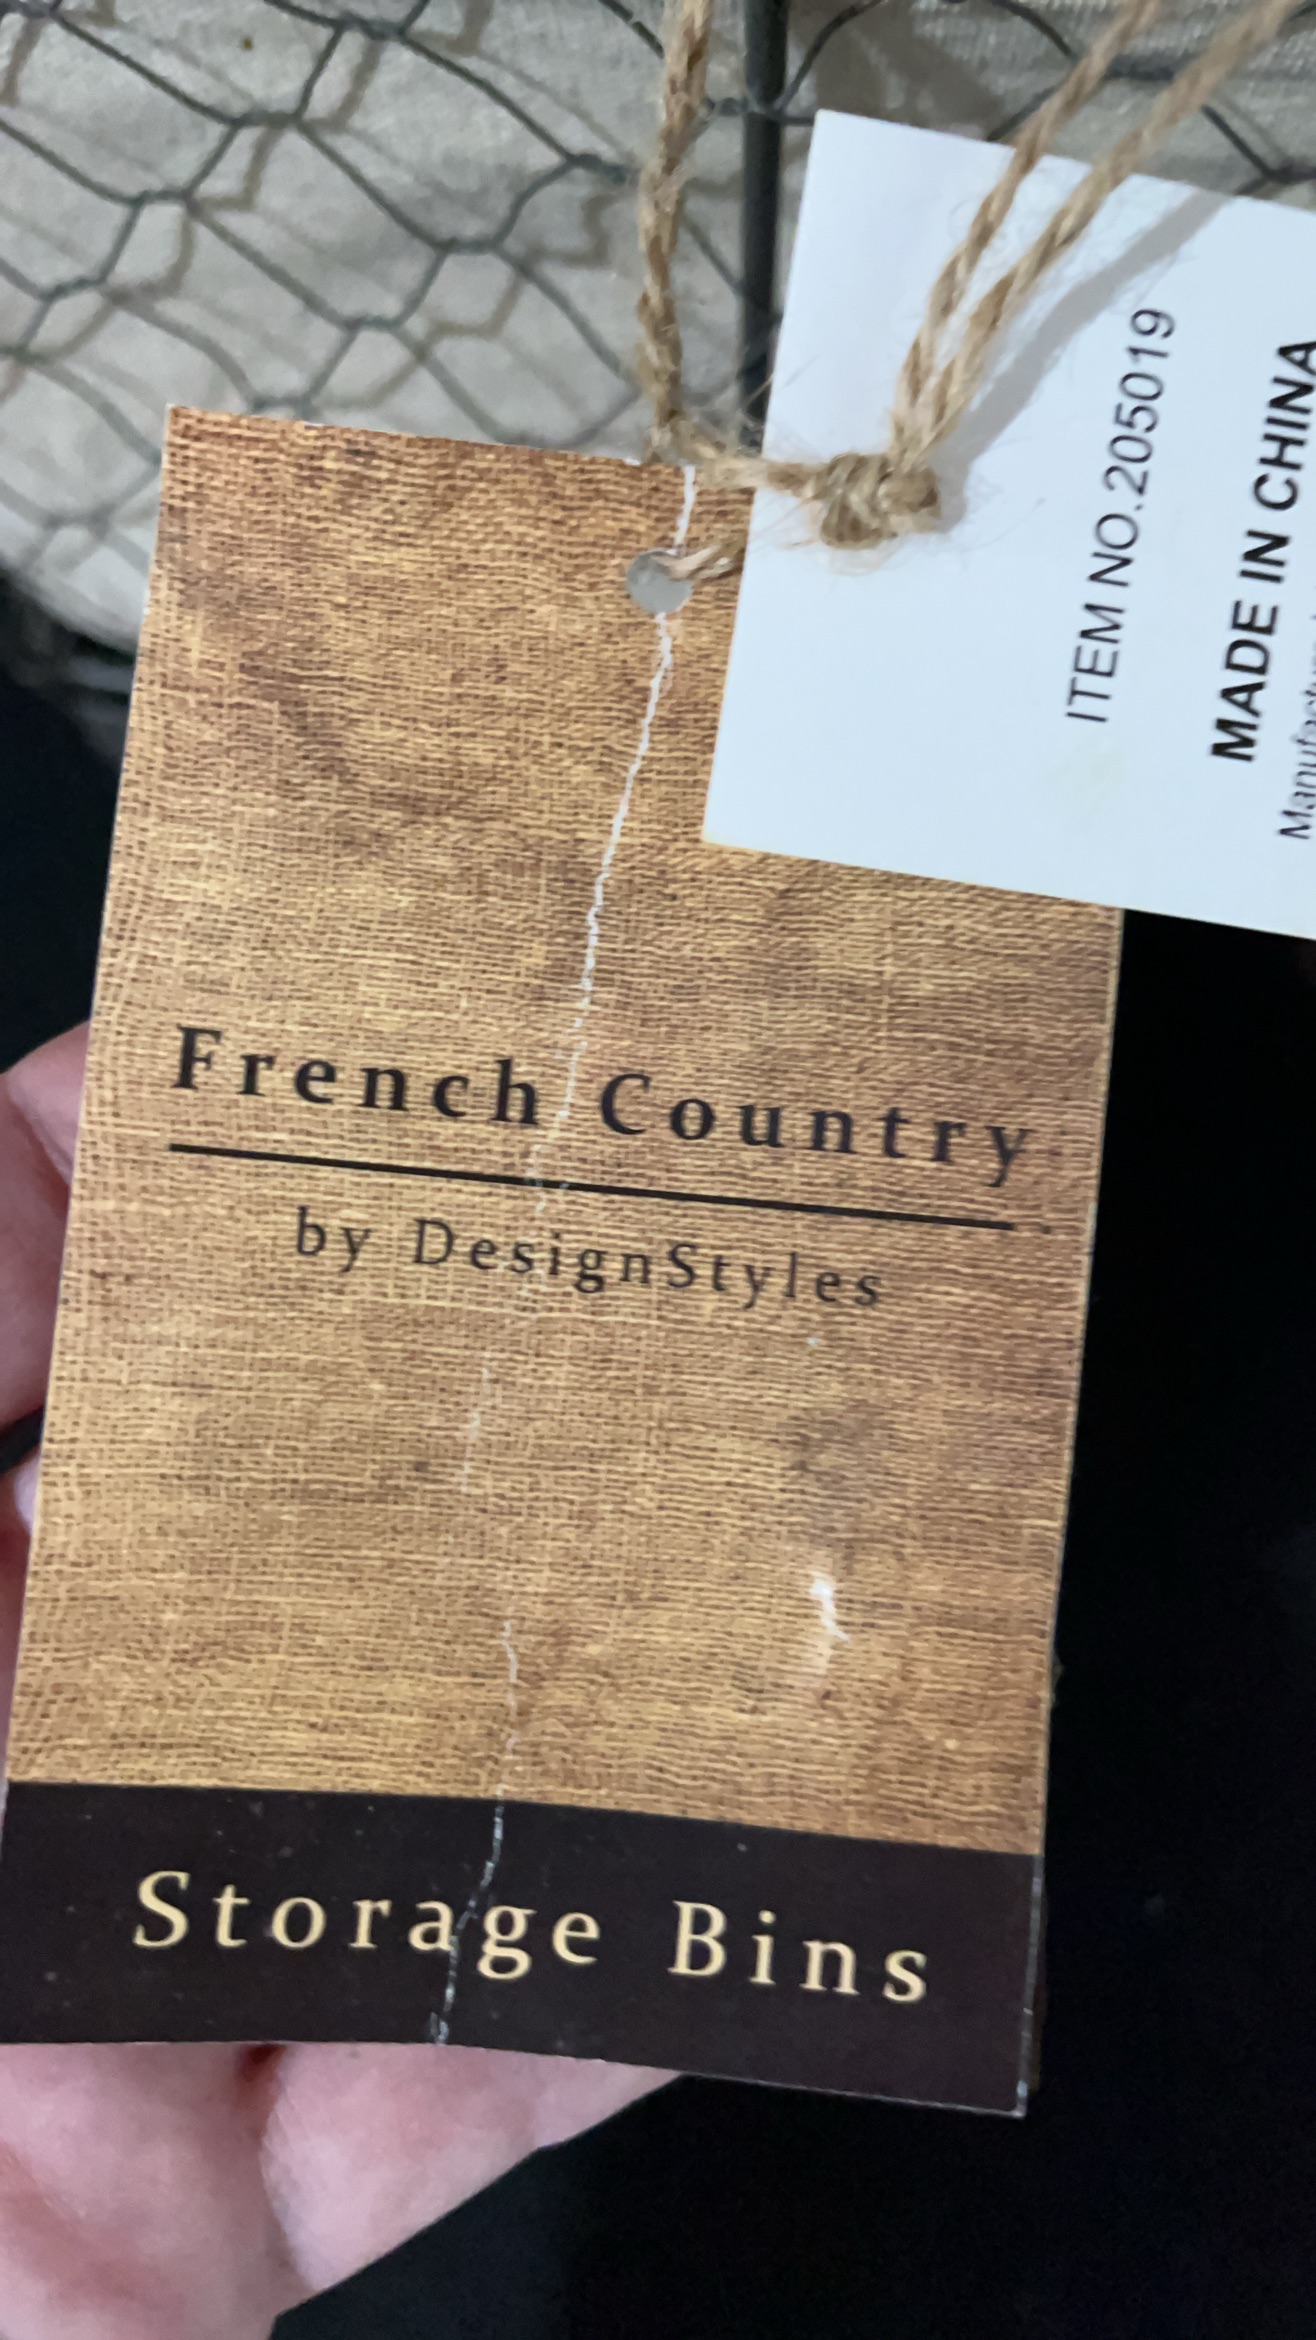 French Country
by DesignStyles
Storage Bins
ITEM NO.205019
MADE IN CHINA